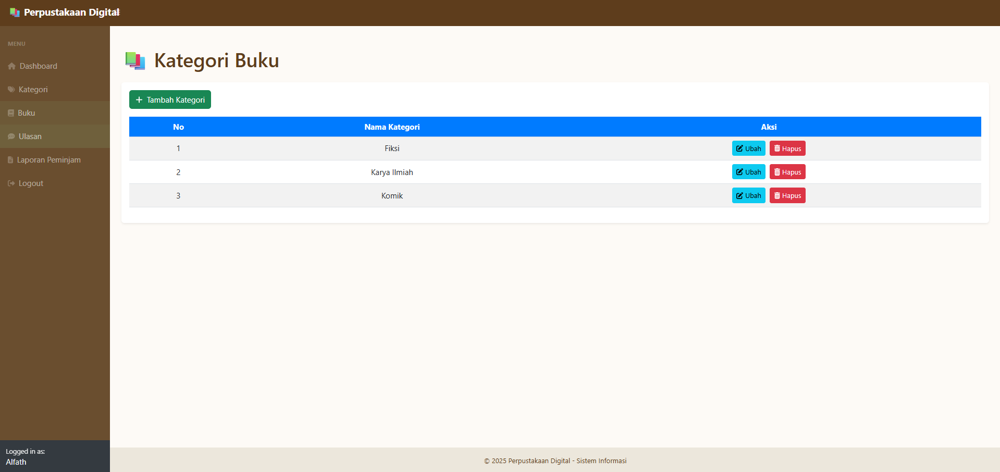 Perpustakaan Digital
MENU
Dashboard
Kategori
Buku
Ulasan
Laporan Peminjam
Logout
Logged in as:
Alfath
Kategori Buku
Tambah Kategori
No Nama Kategori Aksi
1 Fiksi Ubah Hapus
2 Karya Ilmiah Ubah Hapus
3 Komik Ubah Hapus
© 2025 Perpustakaan Digital - Sistem Informasi